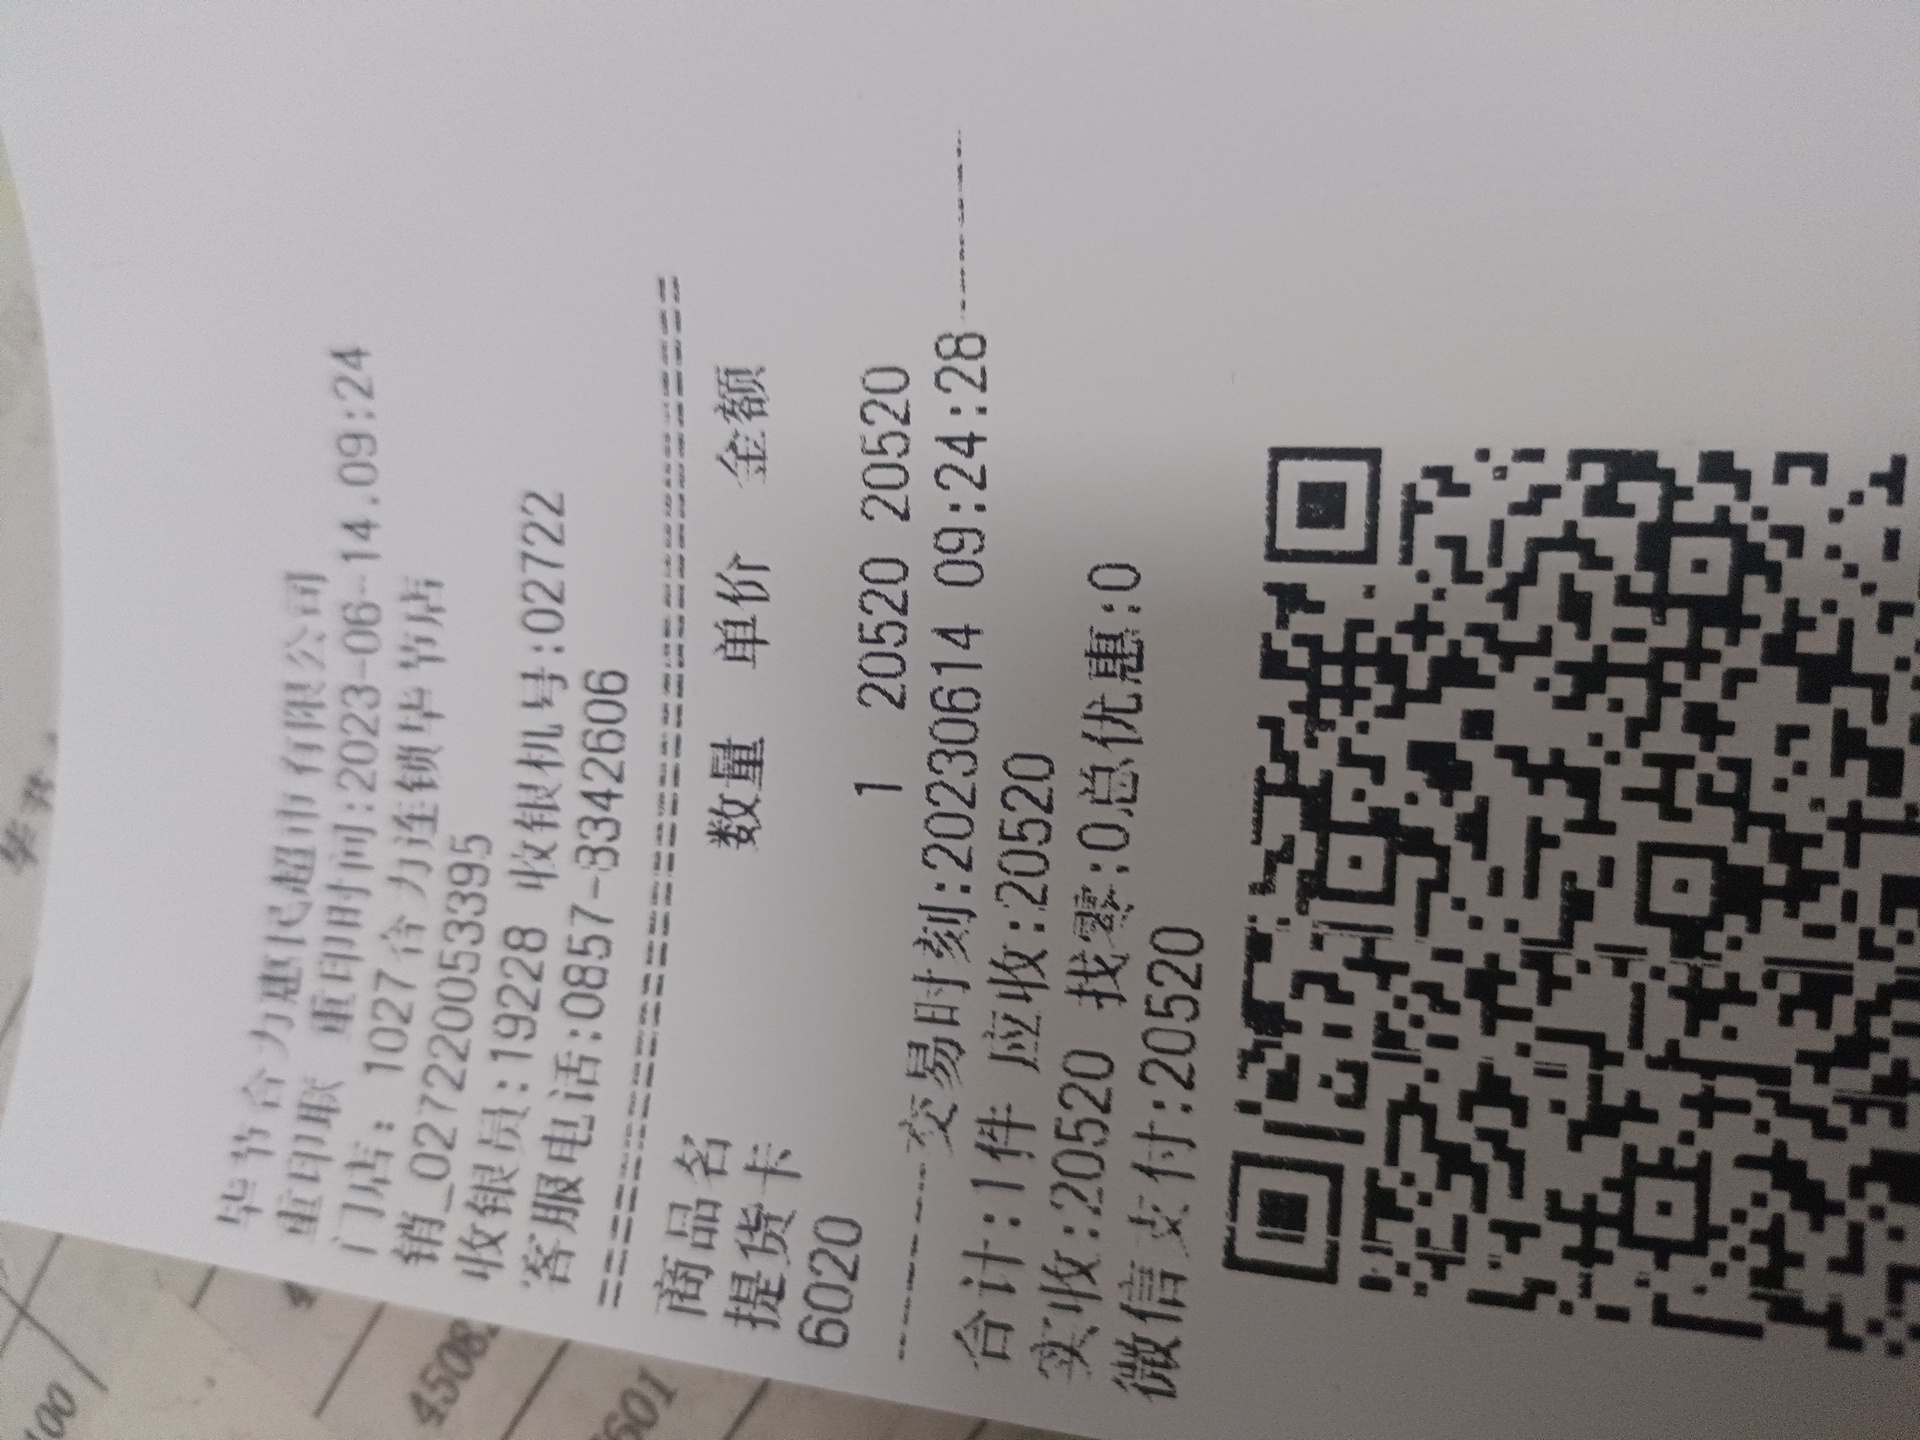 毕节合力惠民超市有限公司
重印联 重印时间:2023-06-14.09:24
门店: 1027合力连锁毕节店
销_02722005​3395
收银员:19228 收银机号:02722
客服电话:0857-8342606
==========================================
商品名 数量 单价 金额
提货卡
6020 1 20520 20520
--------交易时刻:20230614 09:24:28--------
合计:1件 应收:20520
实收:20520 找零:0总优惠:0
微信支付:20520